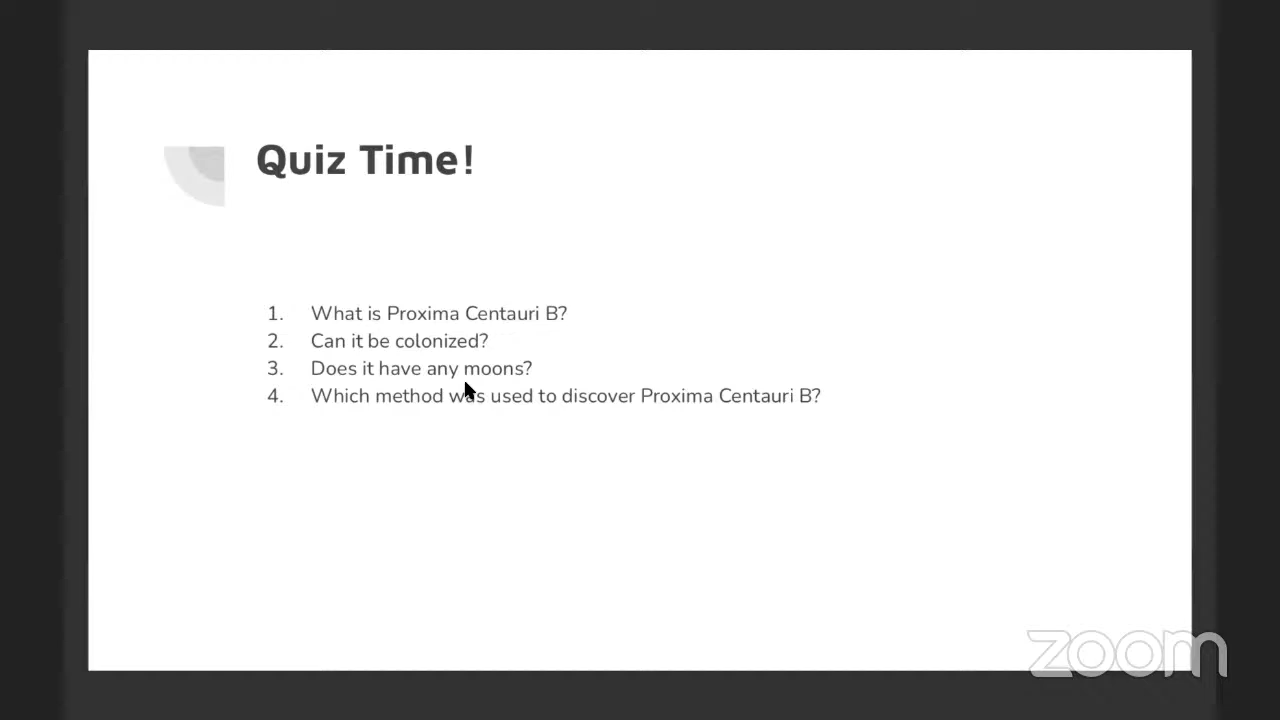 Quiz Time!
1. What is Proxima Centauri B?
2. Can it be colonized?
3. Does it have any moons?
4. Which method was used to discover Proxima Centauri B?
zoom